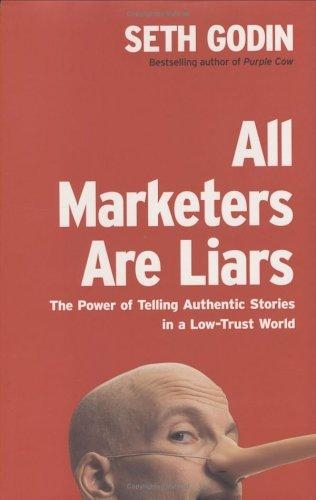 SETH GODIN
Bestselling author of Purple Cow
All
Marketers
Are Liars
The Power of Telling Authentic Stories
in a Low-Trust World